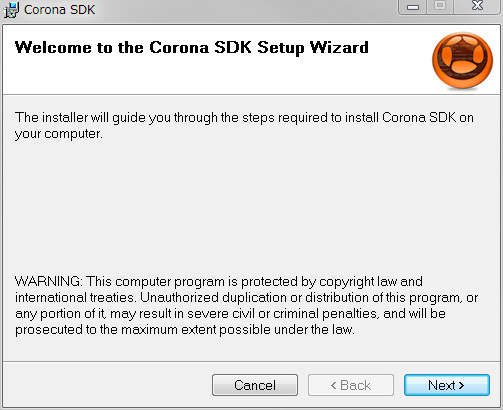 Corona SDK
Welcome to the Corona SDK Setup Wizard
The installer will guide you through the steps required to install Corona SDK on
your computer.
WARNING: This computer program is protected by copyright law and
international treaties. Unauthorized duplication or distribution of this program, or
any portion of it, may result in severe civil or criminal penalties, and will be
prosecuted to the maximum extent possible under the law.
Cancel
< Back
Next >